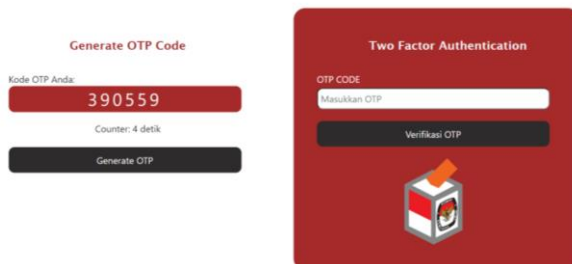 Generate OTP Code
Kode OTP Anda:
390559
Counter: 4 detik
Generate OTP
Two Factor Authentication
OTP CODE
Masukkan OTP
Verifikasi OTP